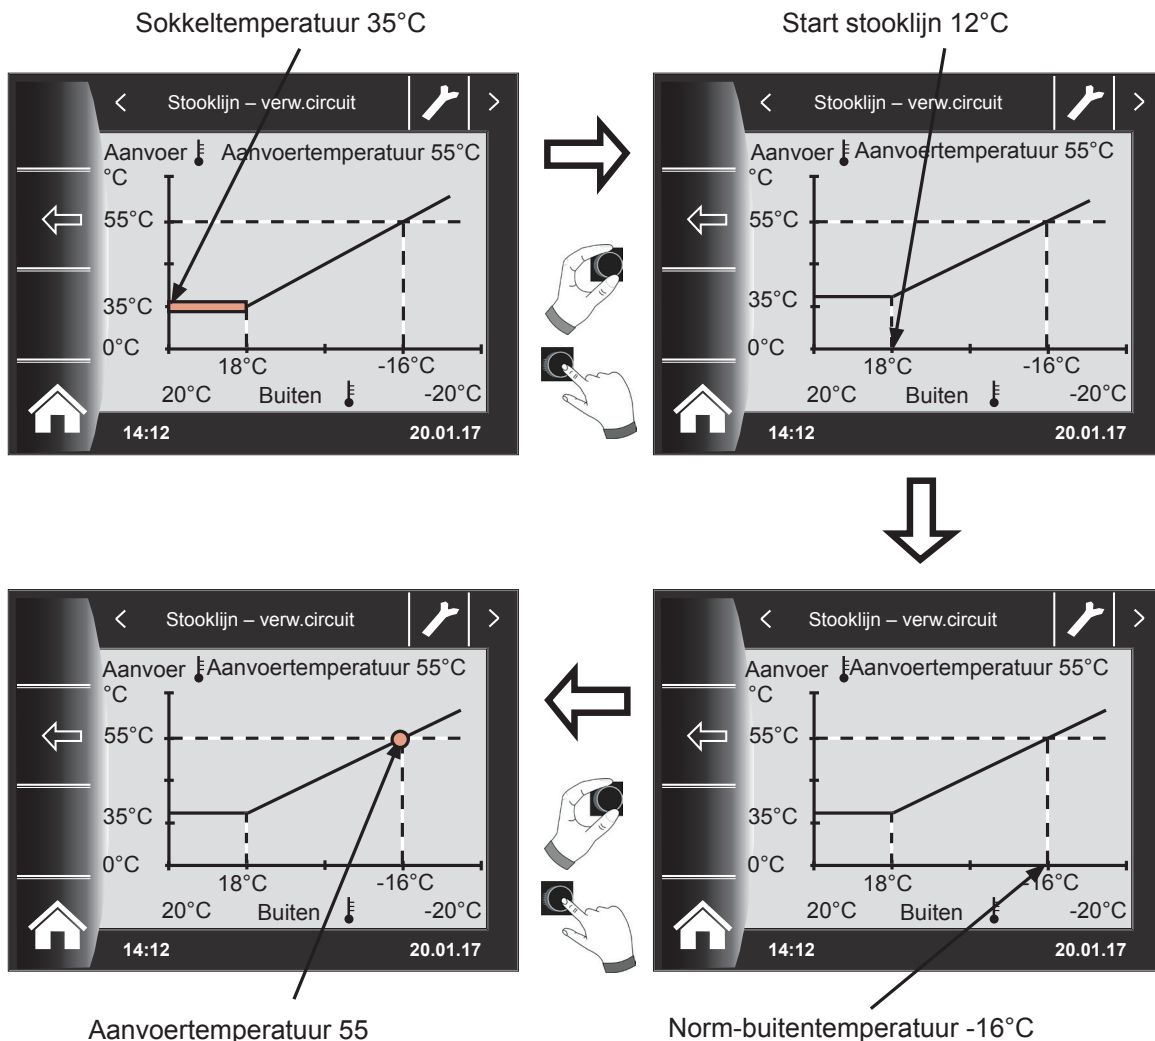 Sokkeltemperatuur 35°C
Start stooklijn 12°C
< Stooklijn – verw.circuit >
Aanvoer Aanvoertemperatuur 55°C
°C
55°C
35°C
0°C
18°C -16°C
20°C Buiten -20°C
14:12 20.01.17
< Stooklijn – verw.circuit >
Aanvoer Aanvoertemperatuur 55°C
°C
55°C
35°C
0°C
18°C -16°C
20°C Buiten -20°C
14:12 20.01.17
< Stooklijn – verw.circuit >
Aanvoer Aanvoertemperatuur 55°C
°C
55°C
35°C
0°C
18°C -16°C
20°C Buiten -20°C
14:12 20.01.17
< Stooklijn – verw.circuit >
Aanvoer Aanvoertemperatuur 55°C
°C
55°C
35°C
0°C
18°C -16°C
20°C Buiten -20°C
14:12 20.01.17
Aanvoertemperatuur 55
Norm-buitentemperatuur -16°C